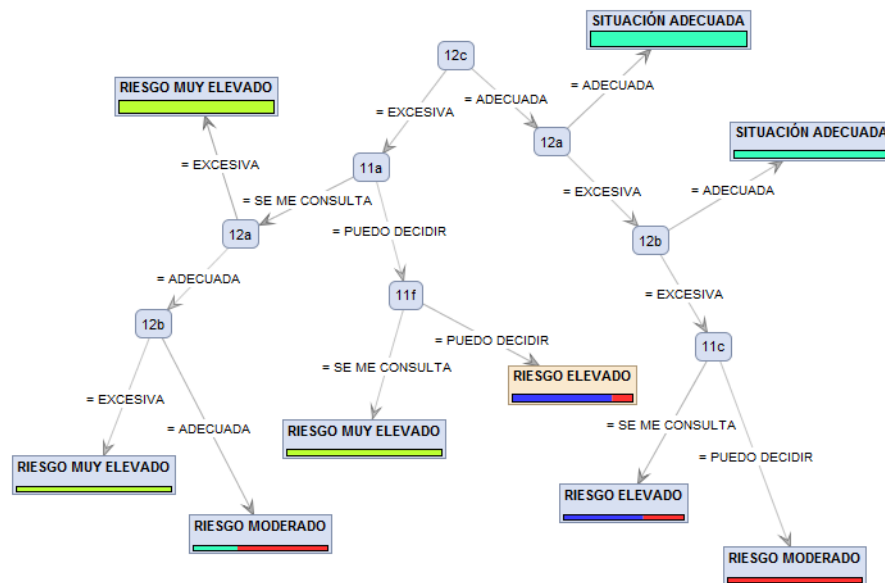 SITUACIÓN ADECUADA
12c
RIESGO MUY ELEVADO
= ADECUADA
= ADECUADA
= EXCESIVA
SITUACIÓN ADECUADA
12a
= EXCESIVA
11a
= EXCESIVA
= ADECUADA
= SE ME CONSULTA
12a
= PUEDO DECIDIR
12b
= ADECUADA
= EXCESIVA
11f
12b
= PUEDO DECIDIR
11c
= SE ME CONSULTA
RIESGO ELEVADO
= EXCESIVA
= SE ME CONSULTA
= ADECUADA
RIESGO MUY ELEVADO
= PUEDO DECIDIR
RIESGO MUY ELEVADO
RIESGO ELEVADO
RIESGO MODERADO
RIESGO MODERADO